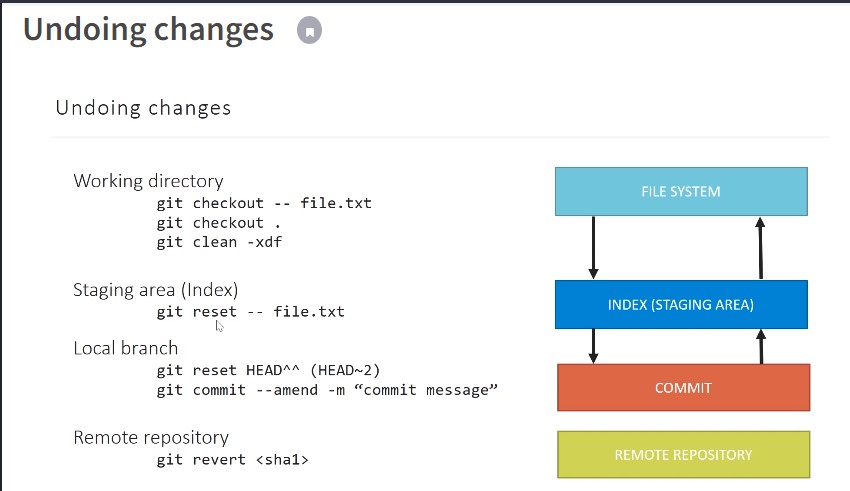 Undoing changes
Undoing changes
Working directory
git checkout -- file.txt
git checkout .
git clean -xdf
Staging area (Index)
git reset -- file.txt
Local branch
git reset HEAD^^ (HEAD~2)
git commit --amend -m “commit message”
Remote repository
git revert <sha1>
FILE SYSTEM
INDEX (STAGING AREA)
COMMIT
REMOTE REPOSITORY